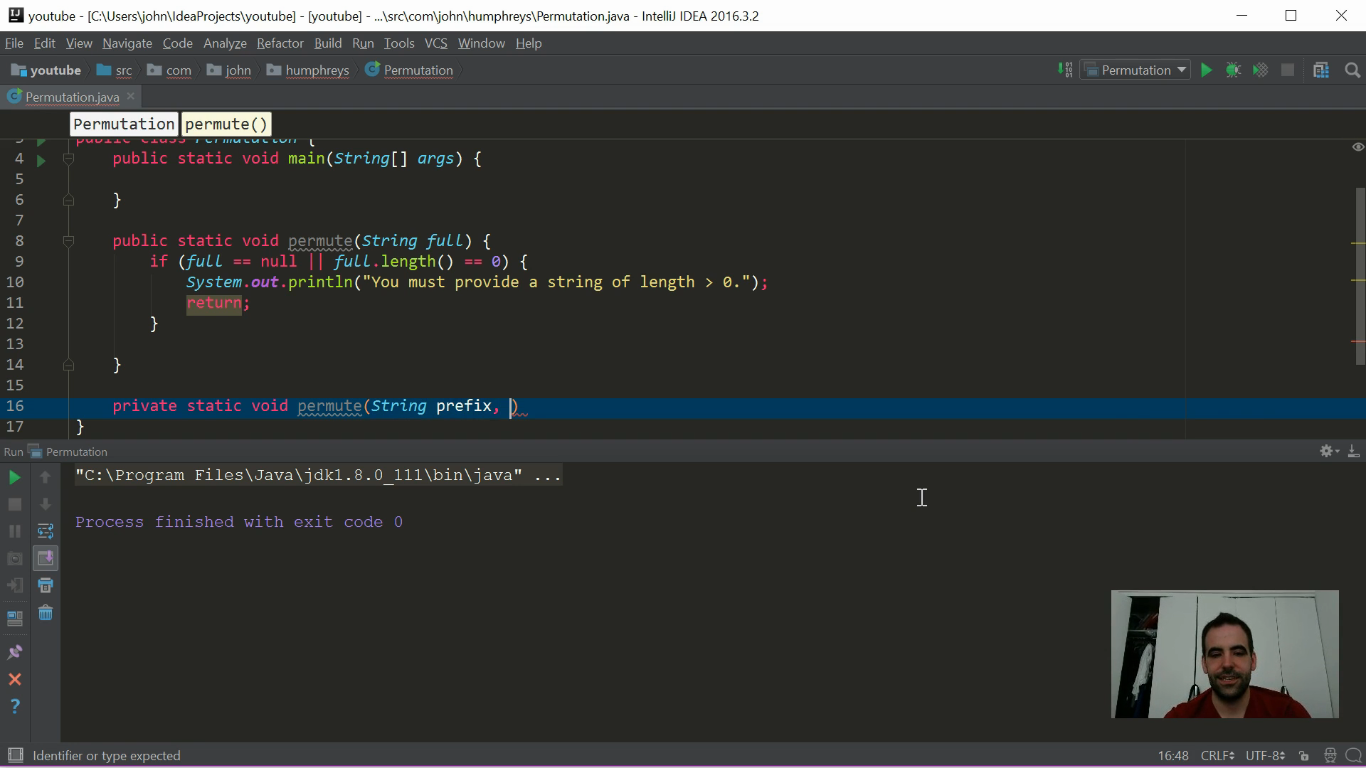 youtube - [C:\Users\john\IdeaProjects\youtube] - [youtube] - ...\src\com\john\humphreys\Permutation.java - IntelliJ IDEA 2016.3.2
File Edit View Navigate Code Analyze Refactor Build Run Tools VCS Window Help
youtube src com john humphreys Permutation Permutation
Permutation.java
Permutation permute()
3 public class Permutation {
4 public static void main(String[] args) {
5
6 }
7
8 public static void permute(String full) {
9 if (full == null || full.length() == 0) {
10 System.out.println("You must provide a string of length > 0.");
11 return;
12 }
13
14 }
15
16 private static void permute(String prefix, )
17 }
Run Permutation
"C:\Program Files\Java\jdk1.8.0_111\bin\java" ...
Process finished with exit code 0
Identifier or type expected 16:48 CRLF UTF-8